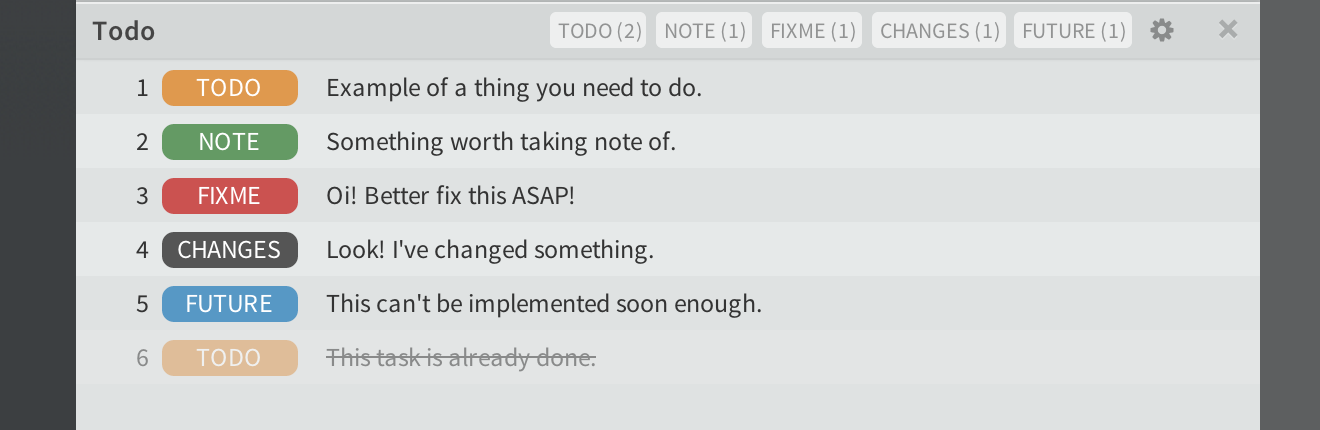 Todo TODO (2) NOTE (1) FIXME (1) CHANGES (1) FUTURE (1)
1 TODO Example of a thing you need to do.
2 NOTE Something worth taking note of.
3 FIXME Oi! Better fix this ASAP!
4 CHANGES Look! I've changed something.
5 FUTURE This can't be implemented soon enough.
6 TODO This task is already done.